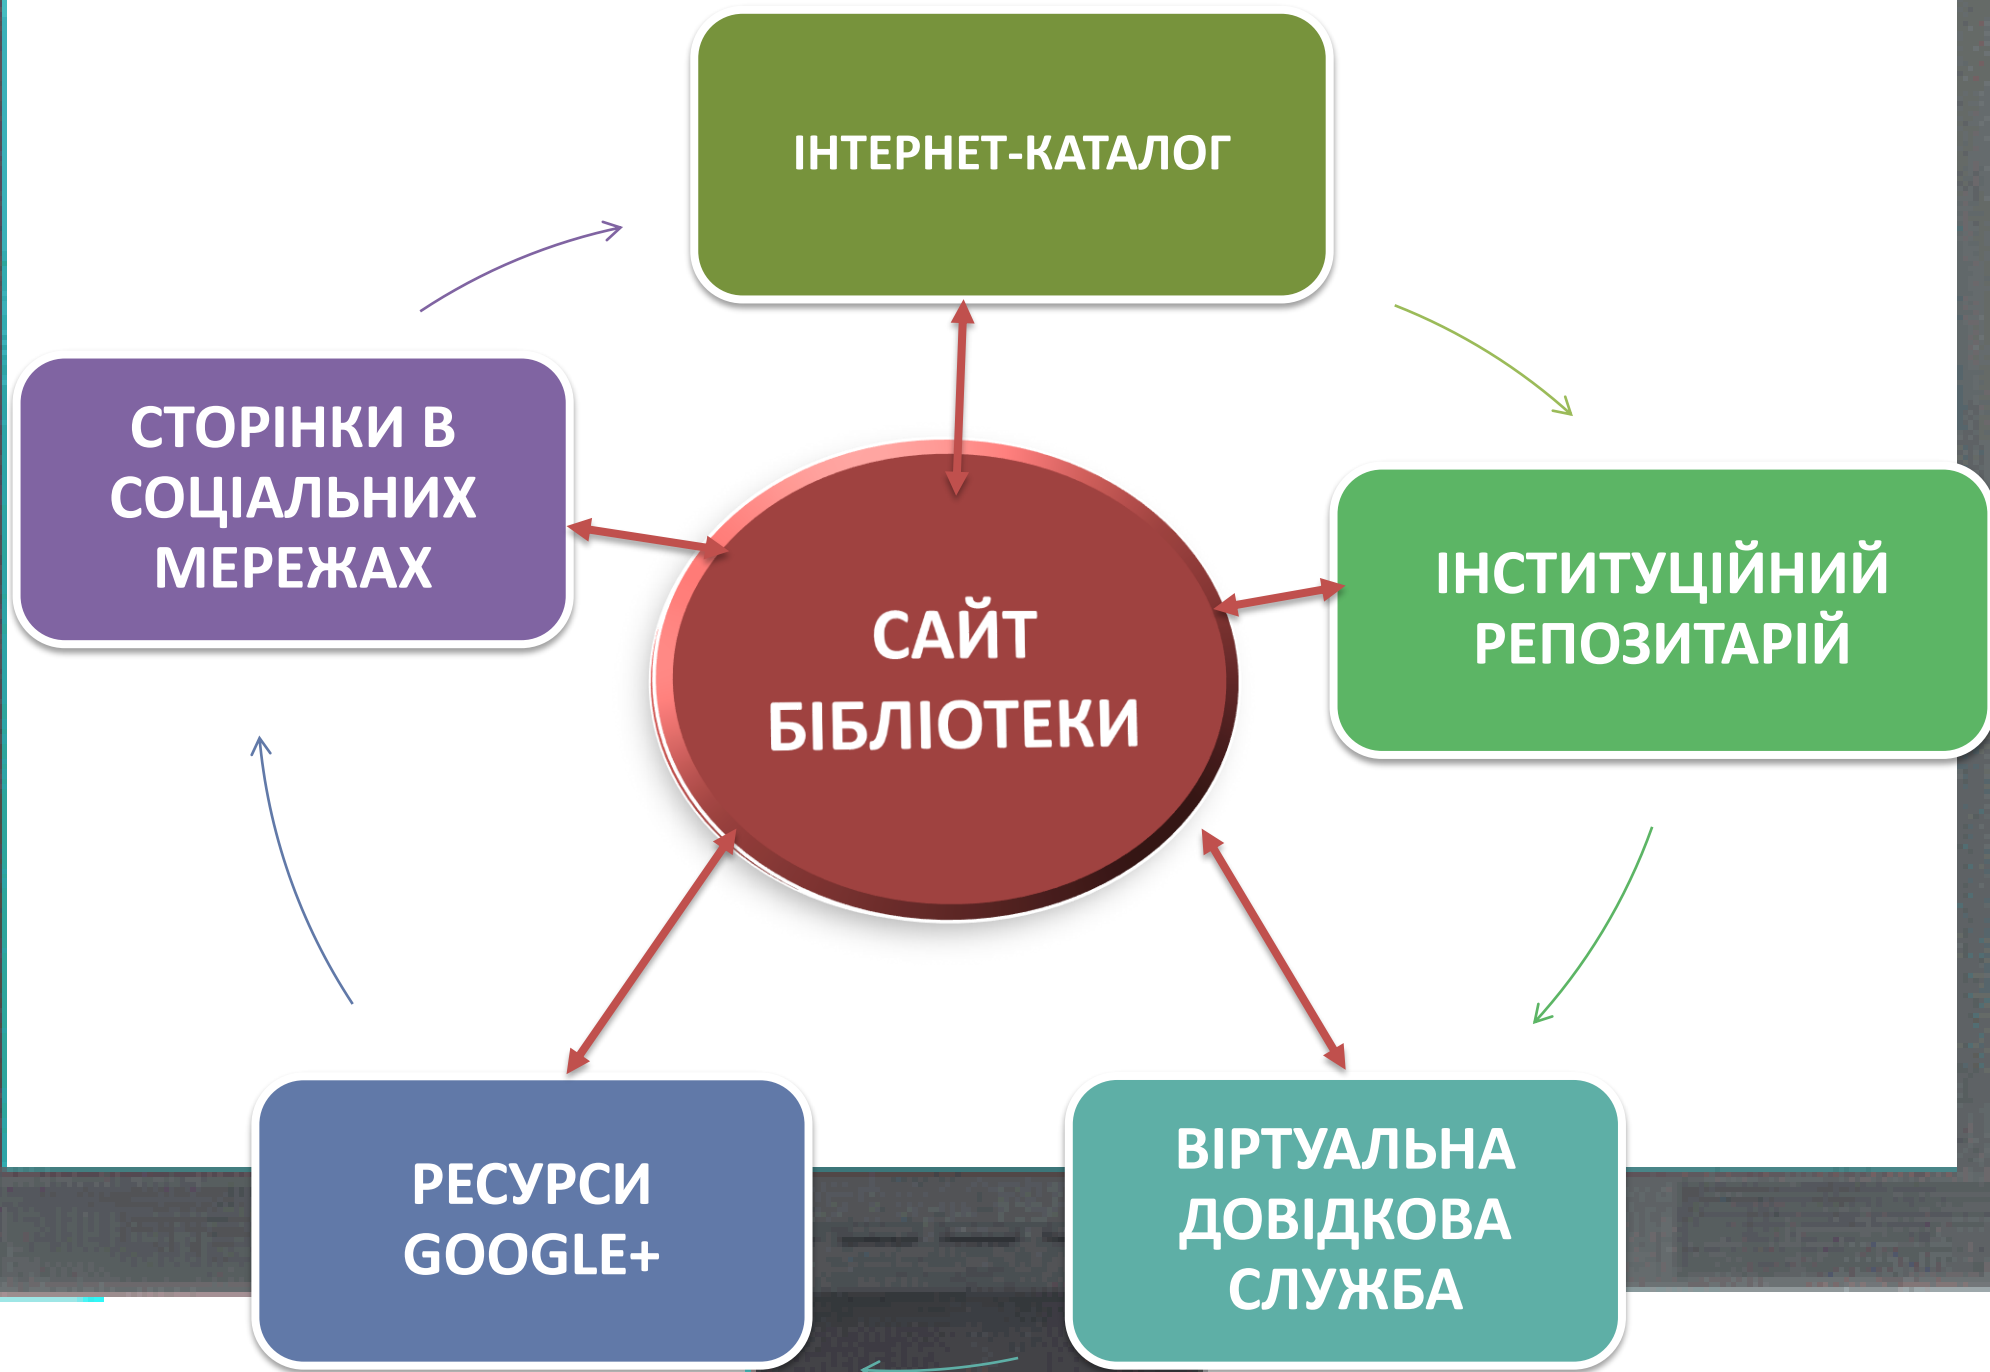 ІНТЕРНЕТ-КАТАЛОГ
СТОРІНКИ В
СОЦІАЛЬНИХ
МЕРЕЖАХ
ІНСТИТУЦІЙНИЙ
РЕПОЗИТАРІЙ
САЙТ
БІБЛІОТЕКИ
РЕСУРСИ
GOOGLE+
ВІРТУАЛЬНА
ДОВІДКОВА
СЛУЖБА